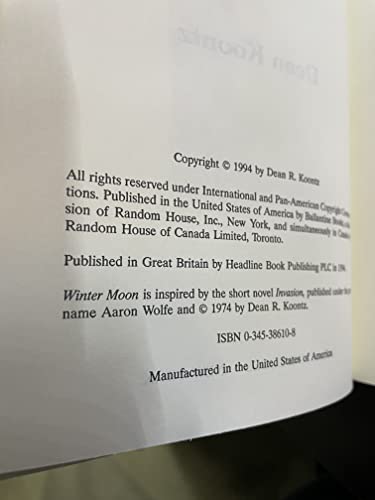 Dean Koontz
Copyright © 1994 by Dean R. Koontz
All rights reserved under International and Pan-American Copyright
tions. Published in the United States of America by Ballantine Books,
sion of Random House, Inc., New York, and simultaneously in
Random House of Canada Limited, Toronto.
Published in Great Britain by Headline Book Publishing PLC in
Winter Moon is inspired by the short novel Invasion, published under
name Aaron Wolfe and © 1974 by Dean R. Koontz.
ISBN 0-345-38610-8
Manufactured in the United States of America